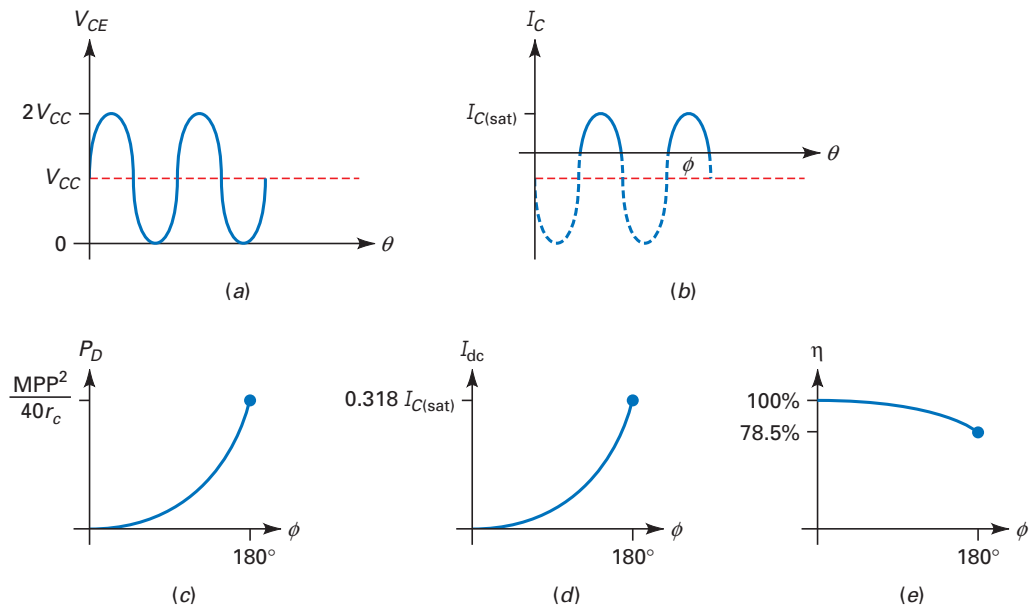 V_CE
2V_CC
V_CC
0
θ
(a)
I_C
I_C(sat)
ϕ
θ
(b)
P_D
MPP²
40r_c
180°
ϕ
(c)
I_dc
0.318 I_C(sat)
180°
ϕ
(d)
η
100%
78.5%
180°
ϕ
(e)